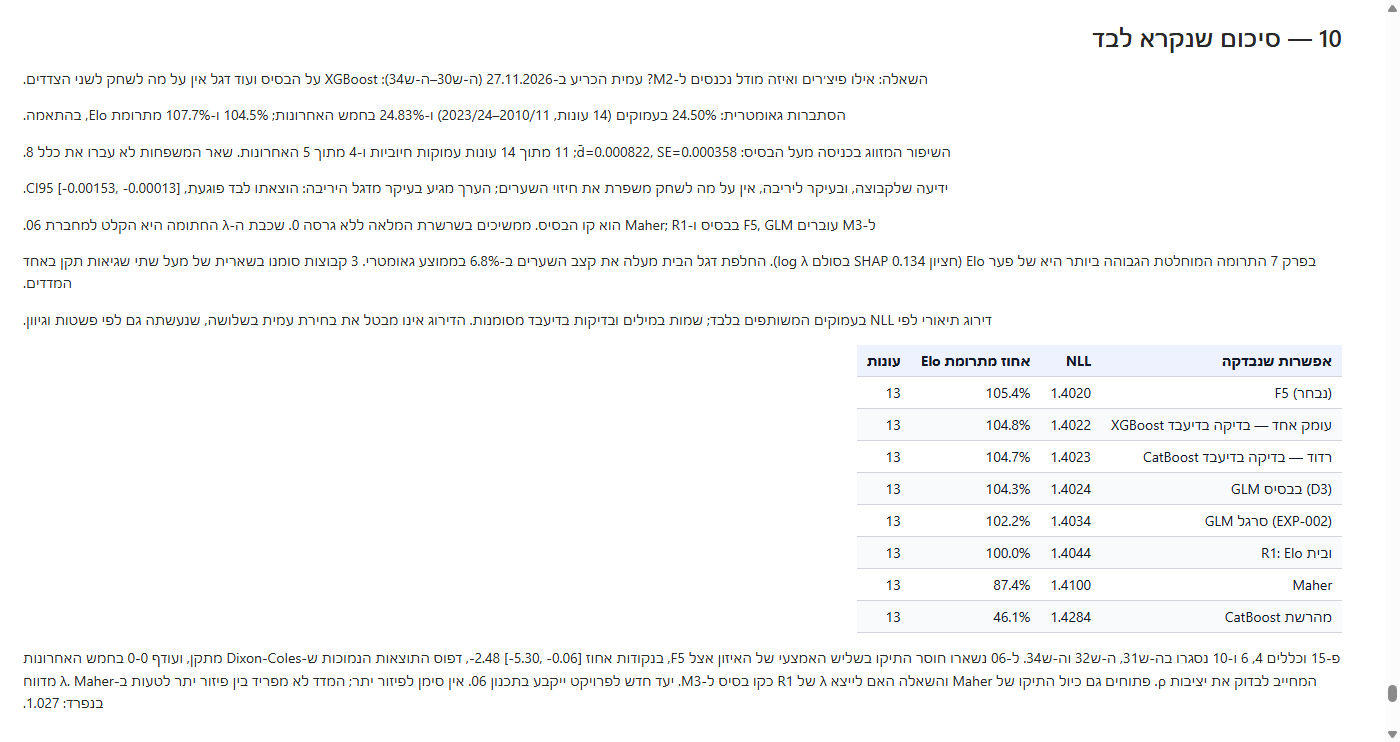 10 — סיכום שנקרא לבד
השאלה: אילו פיצ׳רים ואיזה מודל נכנסים ל-M2? עמית הכריע ב-27.11.2026 (ה-ש30–ה-ש34): XGBoost על הבסיס ועוד דגל אין על מה לשחק לשני הצדדים.
הסתברות גאומטרית: 24.50% בעמוקים (14 עונות, 2010/11–2023/24) ו-24.83% בחמש האחרונות; 104.5% ו-107.7% מתרומת Elo, בהתאמה.
השיפור המזווג בכניסה מעל הבסיס: d̄=0.000822, SE=0.000358; 11 מתוך 14 עונות עמוקות חיוביות ו-4 מתוך 5 האחרונות. שאר המשפחות לא עברו את כלל 8.
ידיעה שלקבוצה, ובעיקר ליריבה, אין על מה לשחק משפרת את חיזוי השערים; הערך מגיע בעיקר מדגל היריבה: הוצאתו לבד פוגעת, CI95 [-0.00153, -0.00013].
ל-M3 עוברים F5, GLM בבסיס ו-Maher; R1 הוא קו הבסיס. ממשיכים בשרשרת המלאה ללא גרסה 0. שכבת ה-λ החתומה היא הקלט למחברת 06.
בפרק 7 התרומה המוחלטת הגבוהה ביותר היא של פער Elo (חציון SHAP 0.134 בסולם log λ). החלפת דגל הבית מעלה את קצב השערים ב-6.8% בממוצע גאומטרי. 3 קבוצות סומנו בשארית של מעל שתי שגיאות תקן באחד
המדדים.
דירוג תיאורי לפי NLL בעמוקים המשותפים בלבד; שמות במילים ובדיקות בדיעבד מסומנות. הדירוג אינו מבטל את בחירת עמית בשלושה, שנעשתה גם לפי פשטות וגיוון.
אפשרות שנבדקה NLL אחוז מתרומת Elo עונות
F5 (נבחר) 1.4020 105.4% 13
XGBoost עומק אחד — בדיקה בדיעבד 1.4022 104.8% 13
CatBoost רדוד — בדיקה בדיעבד 1.4023 104.7% 13
GLM בבסיס (D3) 1.4024 104.3% 13
GLM סרגל (EXP-002) 1.4034 102.2% 13
R1: Elo ובית 1.4044 100.0% 13
Maher 1.4100 87.4% 13
CatBoost מהרשת 1.4284 46.1% 13
פ-15 וכללים 4, 6 ו-10 נסגרו בה-ש31, ה-ש32 וה-ש34. ל-06 נשארו חוסר התיקו בשליש האמצעי של האיזון אצל F5, בנקודות אחוז [-5.30, -0.06] -2.48, דפוס התוצאות הנמוכות ש-Dixon-Coles מתקן, ועודף 0-0 בחמש האחרונות
המחייב לבדוק את יציבות ρ. פתוחים גם כיול התיקו של Maher והשאלה האם לייצא λ של R1 כקו בסיס ל-M3. יעד חדש לפרויקט ייקבע בתכנון 06. אין סימן לפיזור יתר; המדד לא מפריד בין פיזור יתר לטעות ב-λ. Maher מדווח
בנפרד: 1.027.